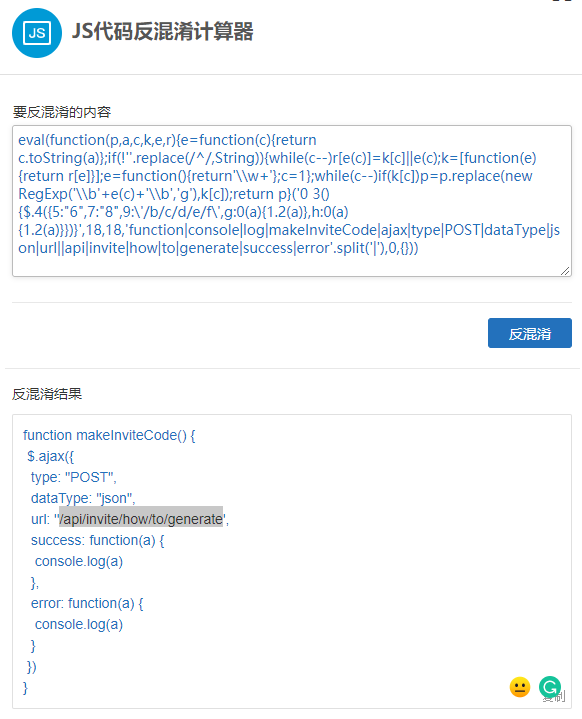 JS
JS代码反混淆计算器
要反混淆的内容
eval(function(p,a,c,k,e,r){e=function(c){return
c.toString(a)};if(!''.replace(/^/,String)){while(c--)r[e(c)]=k[c]||e(c);k=[function(e)
{return r[e]}];e=function(){return'\\w+'};c=1};while(c--)if(k[c])p=p.replace(new
RegExp('\\b'+e(c)+'\\b','g'),k[c]);return p}('0 3()
{$.4({5:"6",7:"8",9:\'/b/c/d/e/f\',g:0(a){1.2(a)},h:0(a)
{1.2(a)}})}',18,18,'function|console|log|makeInviteCode|ajax|type|POST|dataType|js
on|url||api|invite|how|to|generate|success|error'.split('|'),0,{}))
反混淆
反混淆结果
function makeInviteCode() {
$.ajax({
type: "POST",
dataType: "json",
url: '/api/invite/how/to/generate',
success: function(a) {
console.log(a)
},
error: function(a) {
console.log(a)
}
})
}
复制